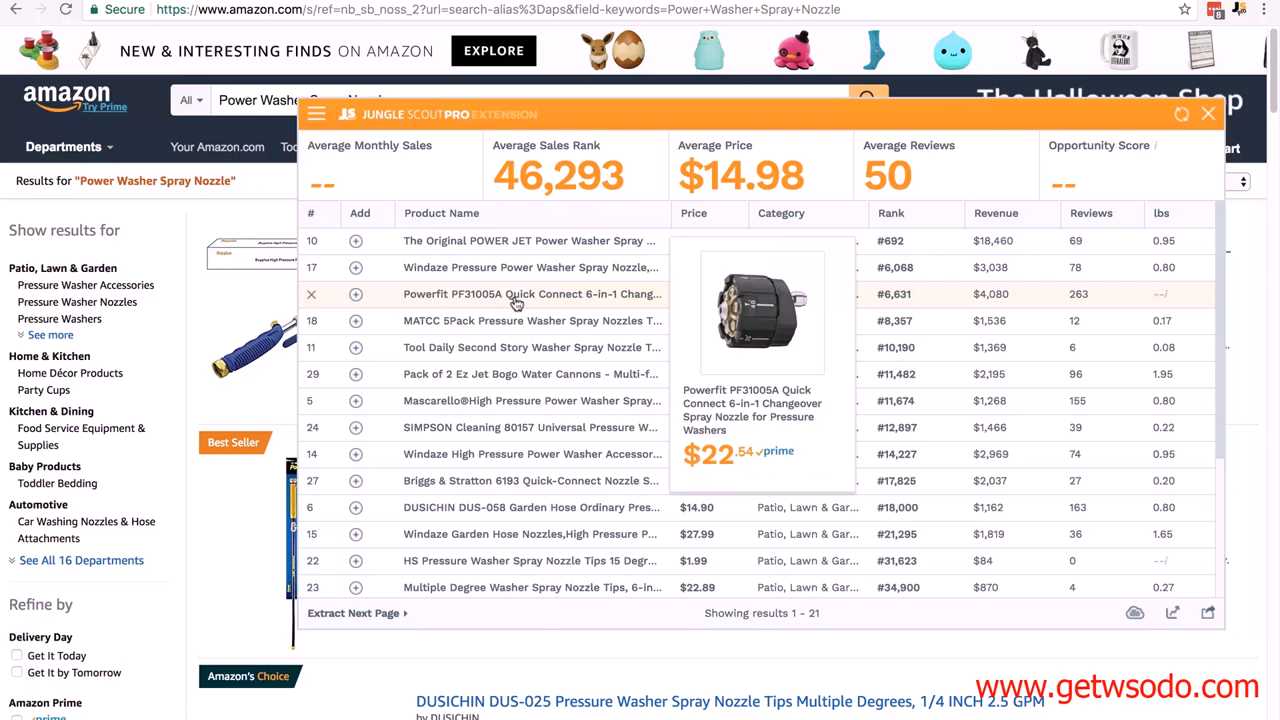 Secure https://www.amazon.com/s/ref=nb_sb_noss_2?url=search-alias%3Daps&field-keywords=Power+Washer+Spray+Nozzle
8
NEW & INTERESTING FINDS ON AMAZON EXPLORE
LITERATURE
amazon
Try Prime
All Power Washer
The Halloween Shop
Departments Your Amazon.com
Results for "Power Washer Spray Nozzle"
JS JUNGLE SCOUT PRO EXTENSION
Average Monthly Sales
--
Average Sales Rank
46,293
Average Price
$14.98
Average Reviews
50
Opportunity Score i
--
# Add Product Name Price Category Rank Revenue Reviews lbs
10 The Original POWER JET Power Washer Spray ... #692 $18,460 69 0.95
17 Windaze Pressure Power Washer Spray Nozzle,... #6,068 $3,038 78 0.80
Powerfit PF31005A Quick Connect 6-in-1 Chang... #6,631 $4,080 263 --/
18 MATCC 5Pack Pressure Washer Spray Nozzles T... #8,357 $1,536 12 0.17
11 Tool Daily Second Story Washer Spray Nozzle T... #10,190 $1,369 6 0.08
29 Pack of 2 Ez Jet Bogo Water Cannons - Multi-f... #11,482 $2,195 96 1.95
5 Mascarello®High Pressure Power Washer Spray... #11,674 $1,268 155 0.80
24 SIMPSON Cleaning 80157 Universal Pressure W... #12,897 $1,466 39 0.22
14 Windaze High Pressure Power Washer Accessor... #14,227 $2,969 74 0.95
27 Briggs & Stratton 6193 Quick-Connect Nozzle S... #17,825 $2,037 27 0.20
6 DUSICHIN DUS-058 Garden Hose Ordinary Pres... $14.90 Patio, Lawn & Gar... #18,000 $1,162 163 0.80
15 Windaze Garden Hose Nozzles,High Pressure P... $27.99 Patio, Lawn & Gar... #21,295 $1,819 36 1.65
22 HS Pressure Washer Spray Nozzle Tips 15 Degr... $1.99 Patio, Lawn & Gar... #31,623 $84 0 --/
23 Multiple Degree Washer Spray Nozzle Tips, 6-in... $22.89 Patio, Lawn & Gar... #34,900 $870 4 0.27
Powerfit PF31005A Quick
Connect 6-in-1 Changeover
Spray Nozzle for Pressure
Washers
$22.54 prime
Extract Next Page Showing results 1 - 21
Show results for
Patio, Lawn & Garden
Pressure Washer Accessories
Pressure Washer Nozzles
Pressure Washers
See more
Home & Kitchen
Home Décor Products
Party Cups
Kitchen & Dining
Food Service Equipment &
Supplies
Baby Products
Toddler Bedding
Automotive
Car Washing Nozzles & Hose
Attachments
See All 16 Departments
Refine by
Delivery Day
Get It Today
Get It by Tomorrow
Amazon Prime
prime
Best Seller
Amazon's Choice
DUSICHIN DUS-025 Pressure Washer Spray Nozzle Tips Multiple Degrees, 1/4 INCH 2.5 GPM
by DUSICHIN
www.getwsodo.com